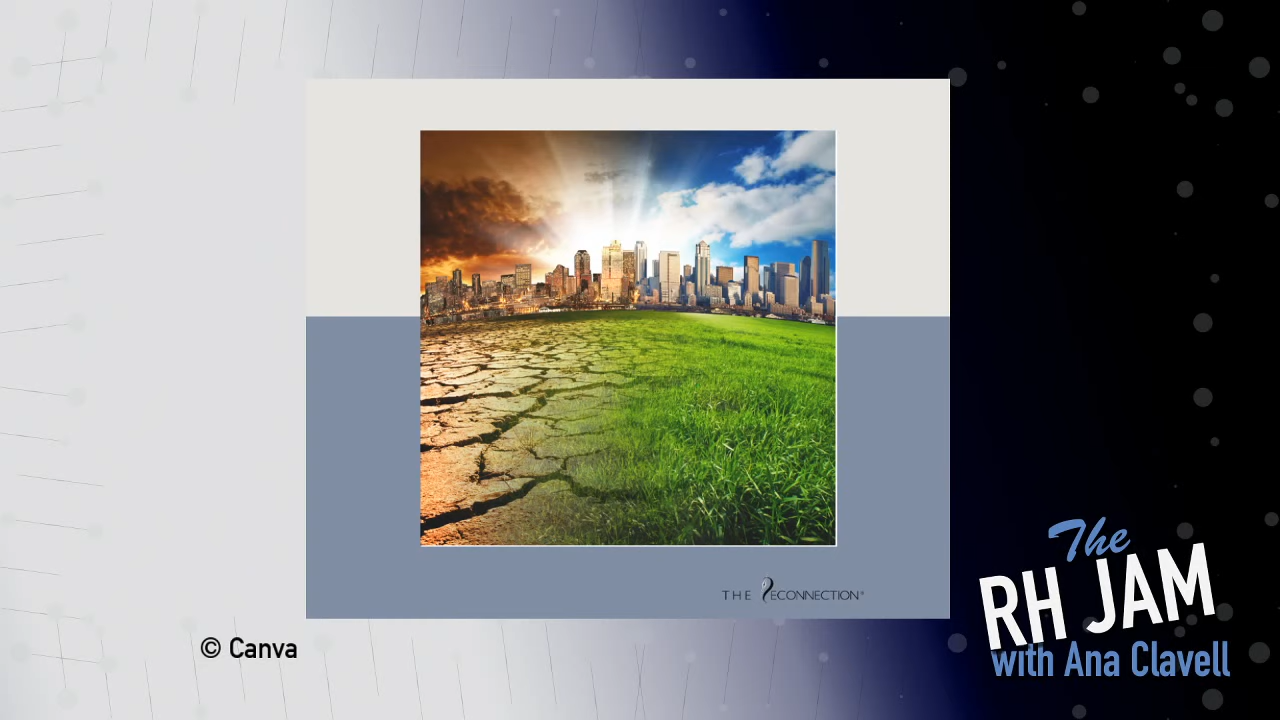 THE RECONNECTION®
© Canva
The
RH JAM
with Ana Clavell